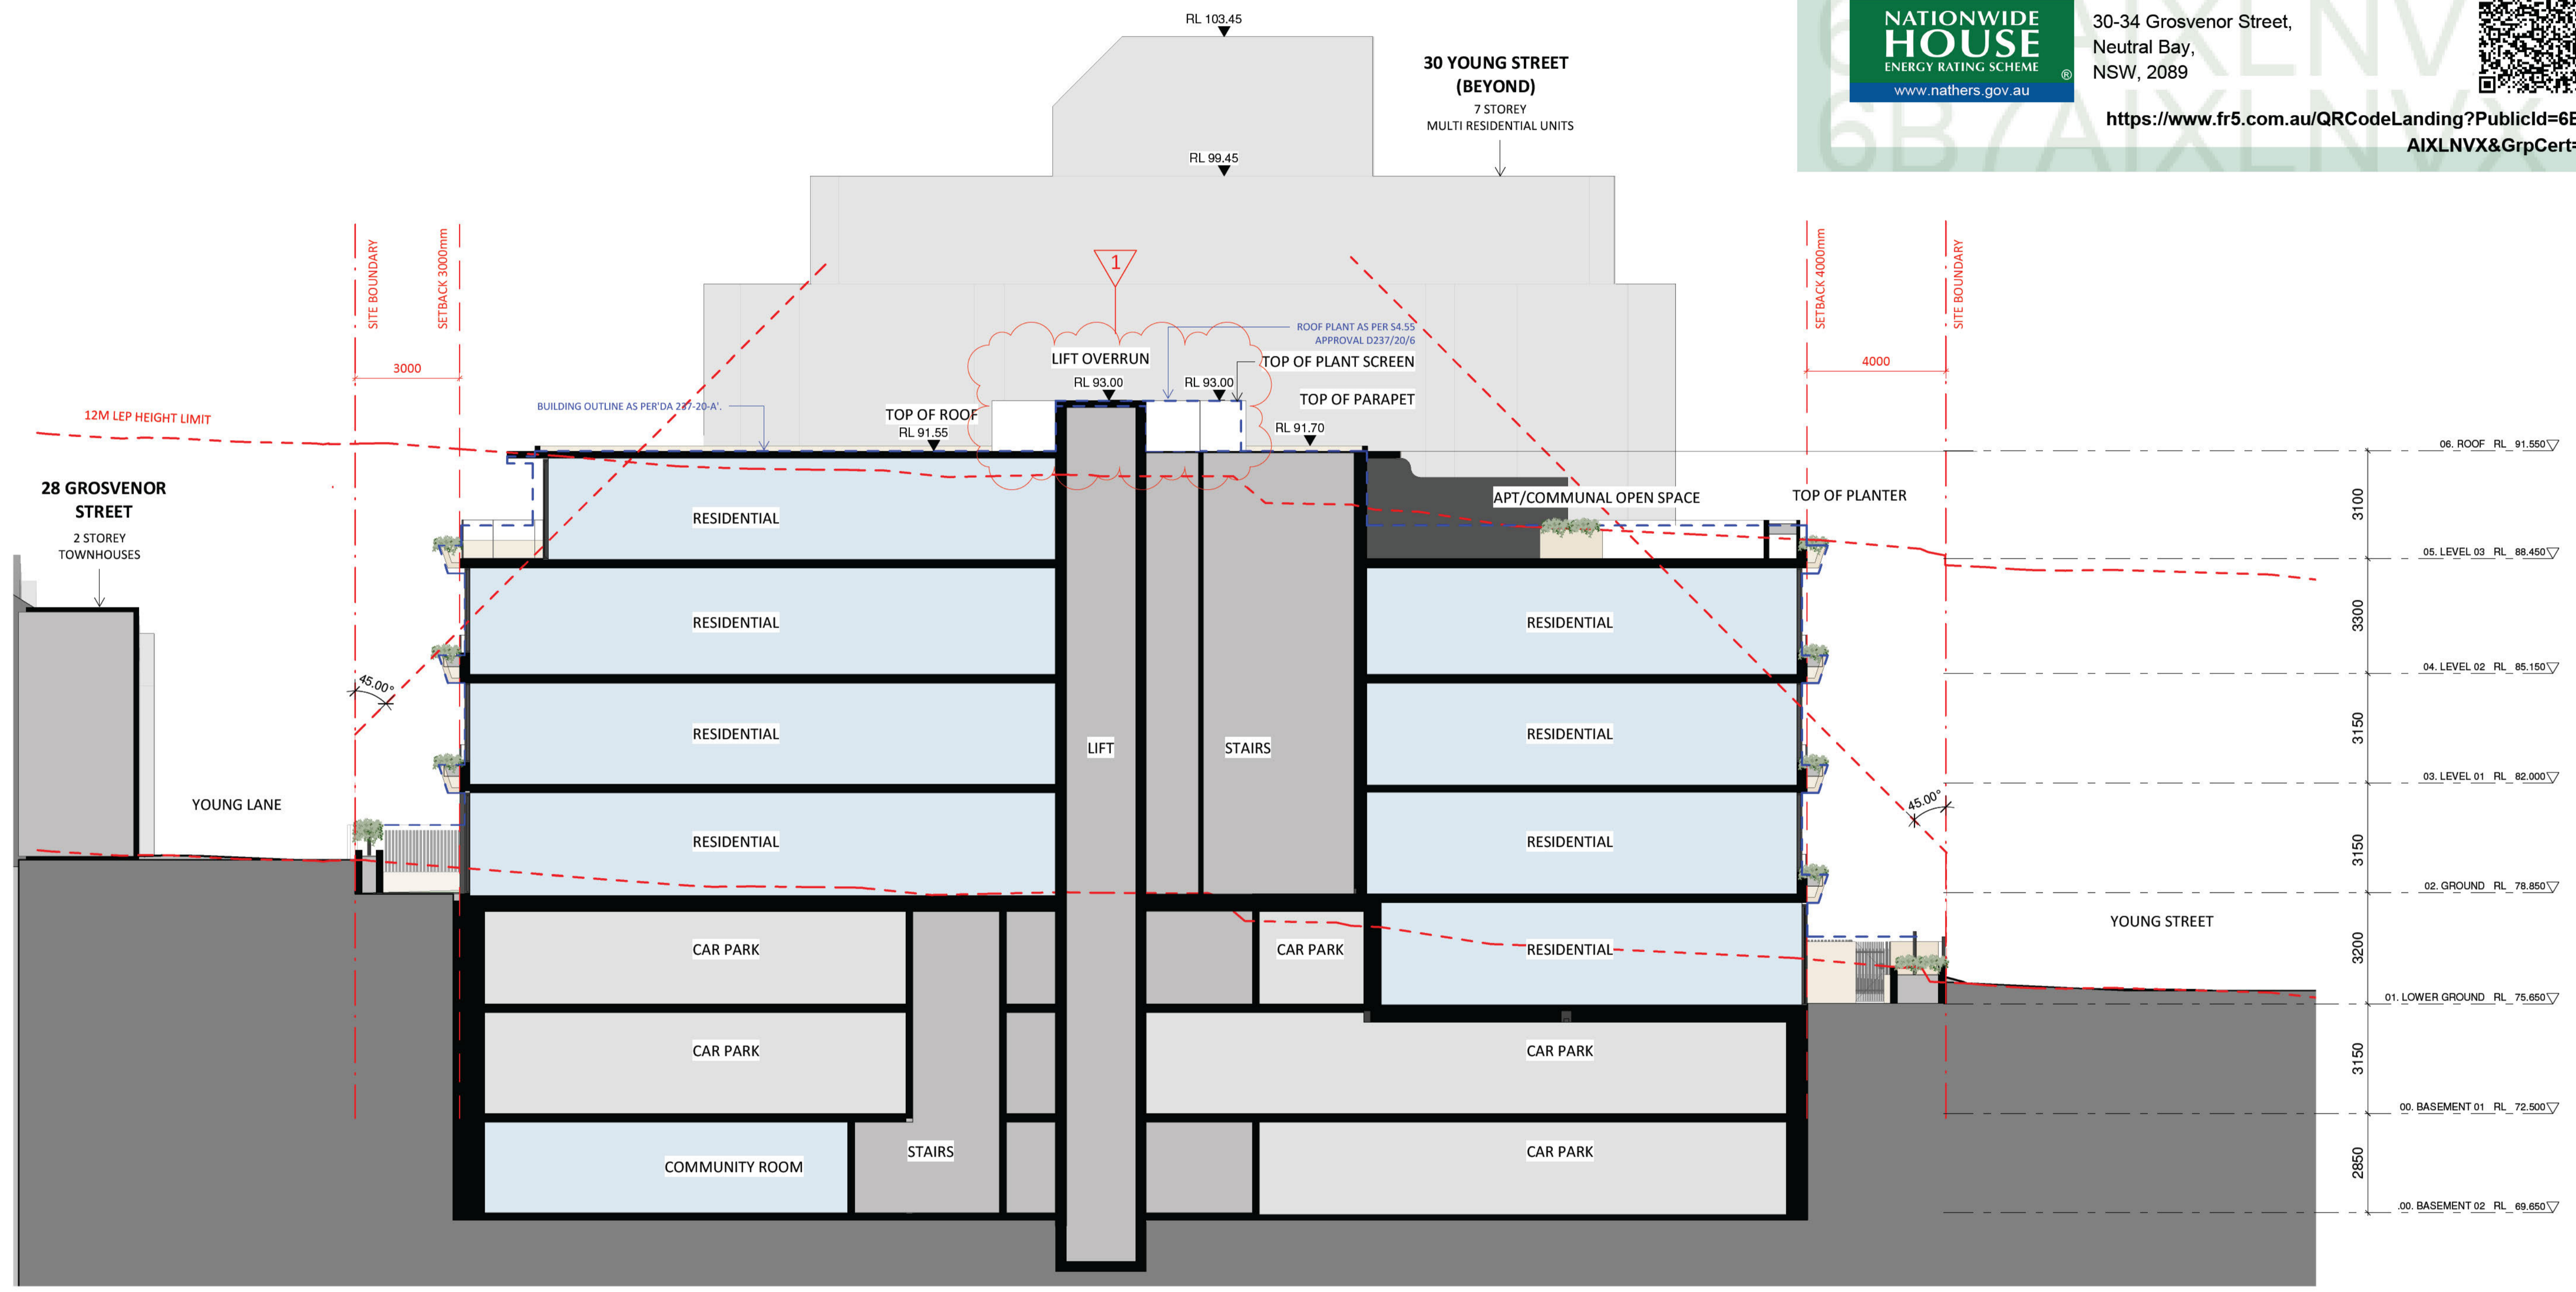 RL 103.45
NATIONWIDE
HOUSE
ENERGY RATING SCHEME
®
www.nathers.gov.au
30-34 Grosvenor Street,
Neutral Bay,
NSW, 2089
https://www.fr5.com.au/QRCodeLanding?PublicId=6B
AIXLNVX&GrpCert=
6B7AIXLNVX
30 YOUNG STREET
(BEYOND)
7 STOREY
MULTI RESIDENTIAL UNITS
RL 99.45
SITE BOUNDARY
SETBACK 3000mm
1
SETBACK 4000mm
SITE BOUNDARY
ROOF PLANT AS PER S4.55
APPROVAL D237/20/6
LIFT OVERRUN
TOP OF PLANT SCREEN
3000
4000
RL 93.00
RL 93.00
TOP OF PARAPET
12M LEP HEIGHT LIMIT
BUILDING OUTLINE AS PER'DA 237-20-A'.
TOP OF ROOF
RL 91.55
RL 91.70
06. ROOF RL 91.550
28 GROSVENOR
STREET
2 STOREY
TOWNHOUSES
RESIDENTIAL
APT/COMMUNAL OPEN SPACE
TOP OF PLANTER
3100
05. LEVEL 03 RL 88.450
RESIDENTIAL
RESIDENTIAL
3300
04. LEVEL 02 RL 85.150
45.00°
RESIDENTIAL
LIFT
STAIRS
RESIDENTIAL
3150
03. LEVEL 01 RL 82.000
YOUNG LANE
45.00°
RESIDENTIAL
RESIDENTIAL
3150
02. GROUND RL 78.850
YOUNG STREET
CAR PARK
CAR PARK
RESIDENTIAL
3200
01. LOWER GROUND RL 75.650
CAR PARK
CAR PARK
3150
00. BASEMENT 01 RL 72.500
COMMUNITY ROOM
STAIRS
CAR PARK
2850
.00. BASEMENT 02 RL 69.650